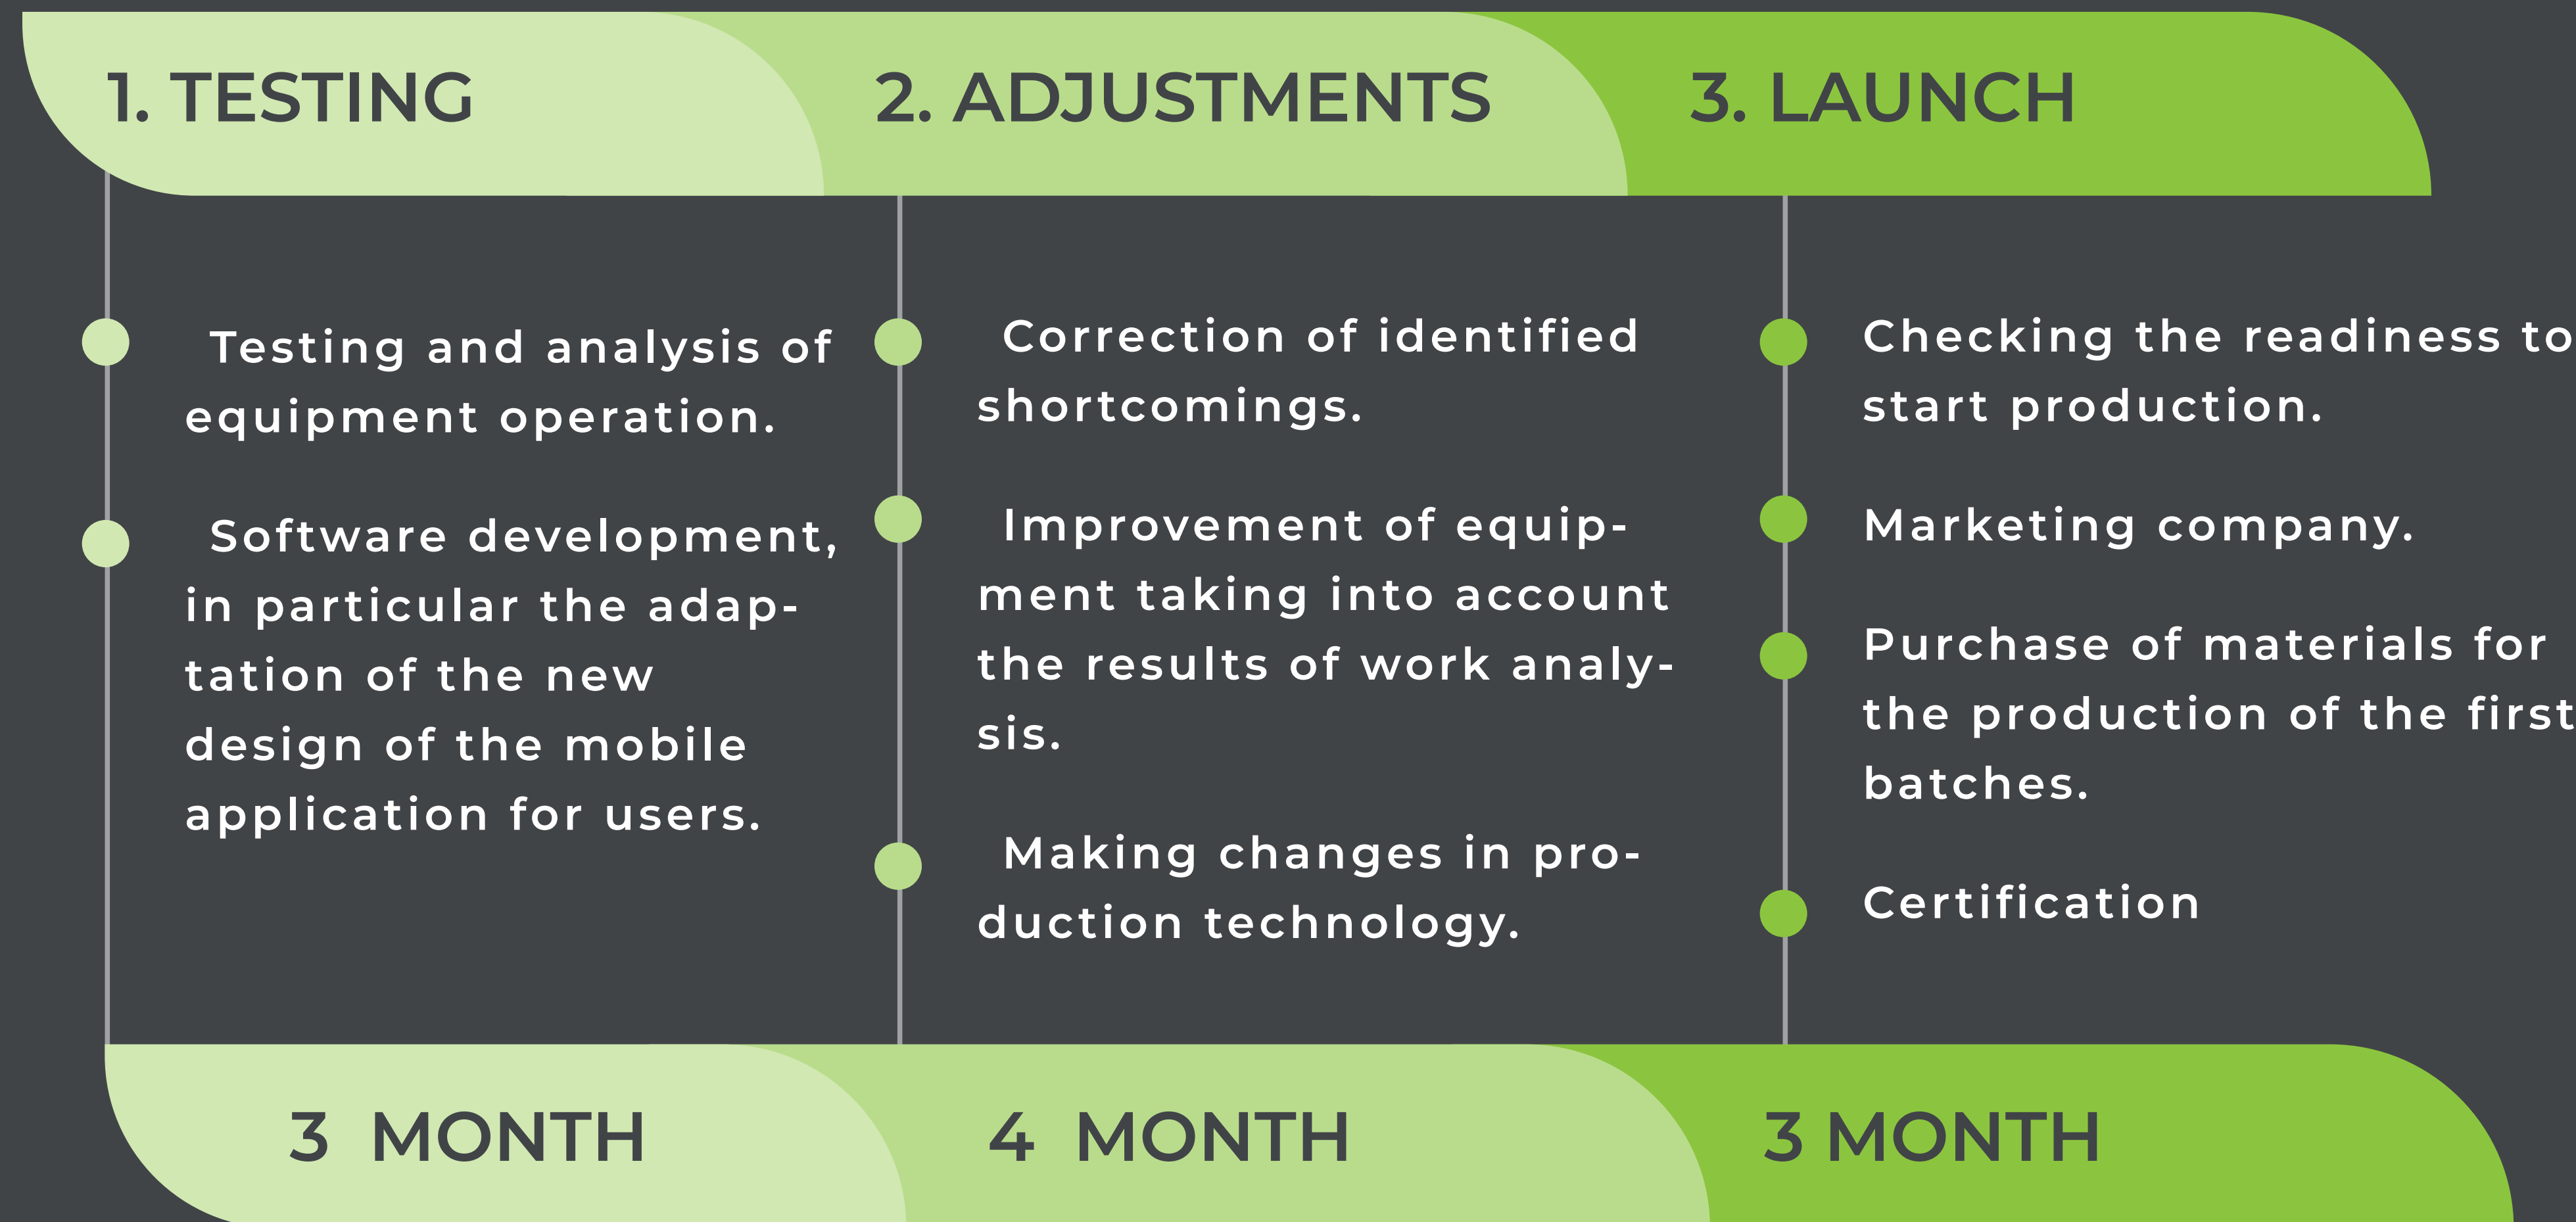 1. TESTING
2. ADJUSTMENTS
3. LAUNCH
Testing and analysis of
equipment operation.
Software development,
in particular the adap-
tation of the new
design of the mobile
application for users.
Correction of identified
shortcomings.
Improvement of equip-
ment taking into account
the results of work analy-
sis.
Making changes in pro-
duction technology.
Checking the readiness to
start production.
Marketing company.
Purchase of materials for
the production of the first
batches.
Certification
3 MONTH
4 MONTH
3 MONTH